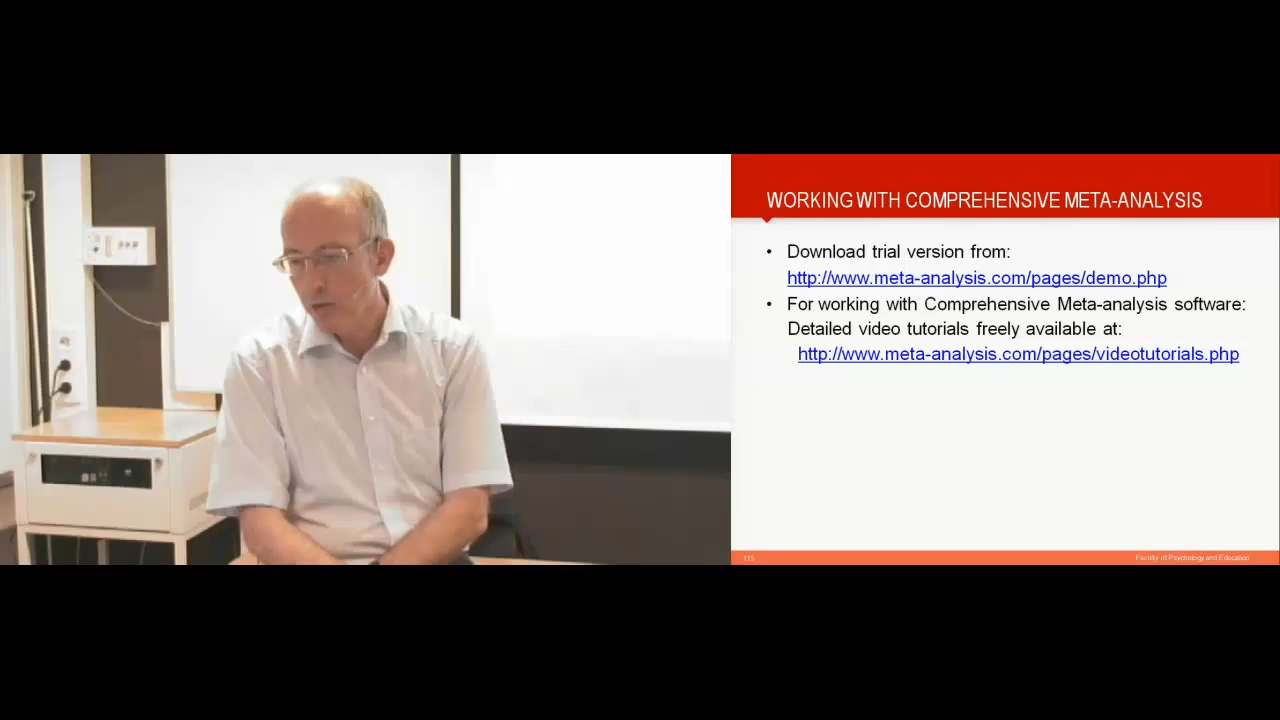 WORKING WITH COMPREHENSIVE META-ANALYSIS
• Download trial version from:
http://www.meta-analysis.com/pages/demo.php
• For working with Comprehensive Meta-analysis software:
Detailed video tutorials freely available at:
http://www.meta-analysis.com/pages/videotutorials.php
115
Faculty of Psychology and Education